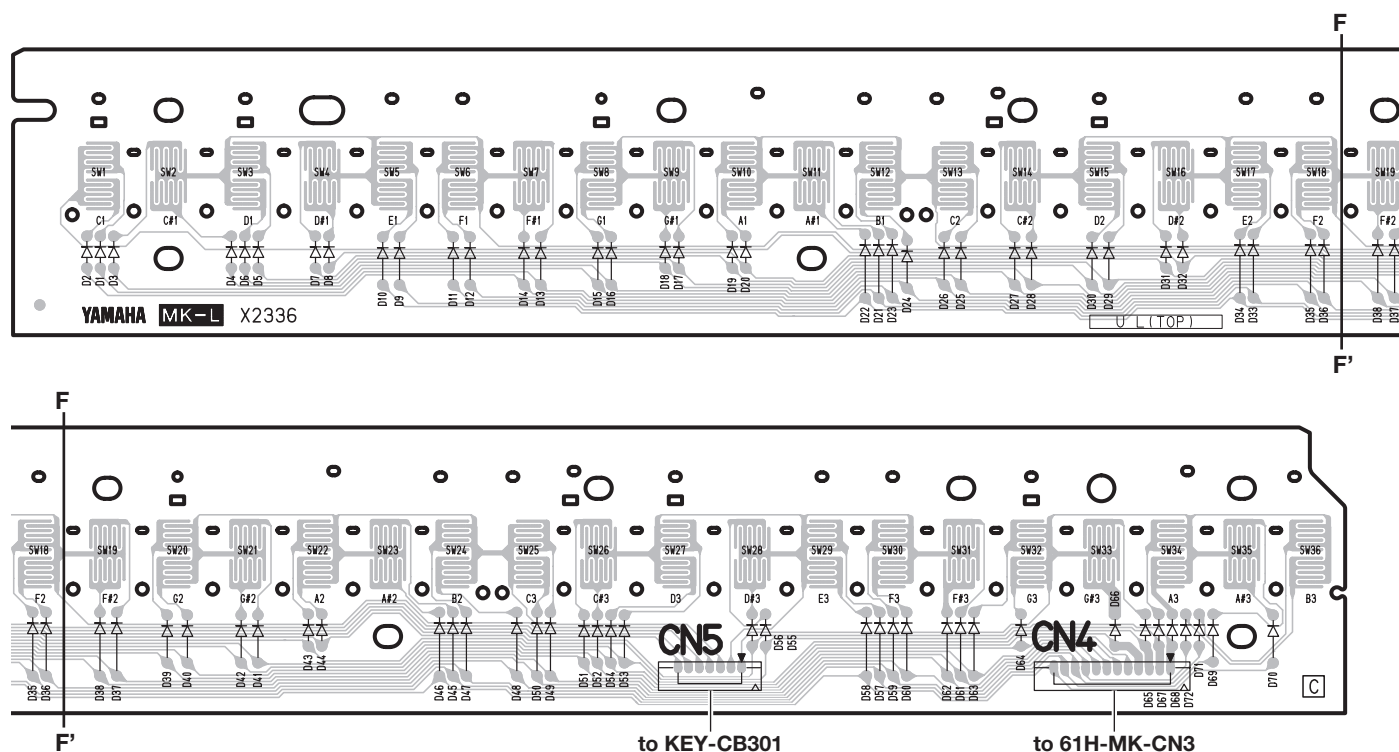 F
SW1 SW2 SW3 SW4 SW5 SW6 SW7 SW8 SW9 SW10 SW11 SW12 SW13 SW14 SW15 SW16 SW17 SW18 SW19
C1 C#1 D1 D#1 E1 F1 F#1 G1 G#1 A1 A#1 B1 C2 C#2 D2 D#2 E2 F2 F#2
D2 D1 D3 D4 D6 D5 D7 D8 D10 D9 D11 D12 D14 D13 D15 D16 D18 D17 D19 D20 D22 D21 D23 D24 D26 D25 D27 D28 D30 D29 D31 D32 D34 D33 D35 D36 D38 D37
YAMAHA MK-L X2336
U L(TOP)
F'
F
SW18 SW19 SW20 SW21 SW22 SW23 SW24 SW25 SW26 SW27 SW28 SW29 SW30 SW31 SW32 SW33 SW34 SW35 SW36
F2 F#2 G2 G#2 A2 A#2 B2 C3 C#3 D3 D#3 E3 F3 F#3 G3 G#3 D66 A3 A#3 B3
CN5 CN4
D35 D36 D38 D37 D39 D40 D42 D41 D43 D44 D46 D45 D47 D48 D50 D49 D51 D52 D54 D53 D56 D55 D58 D57 D59 D60 D62 D61 D63 D64 D65 D67 D68 D72 D71 D69 D70
C
F'
to KEY-CB301
to 61H-MK-CN3